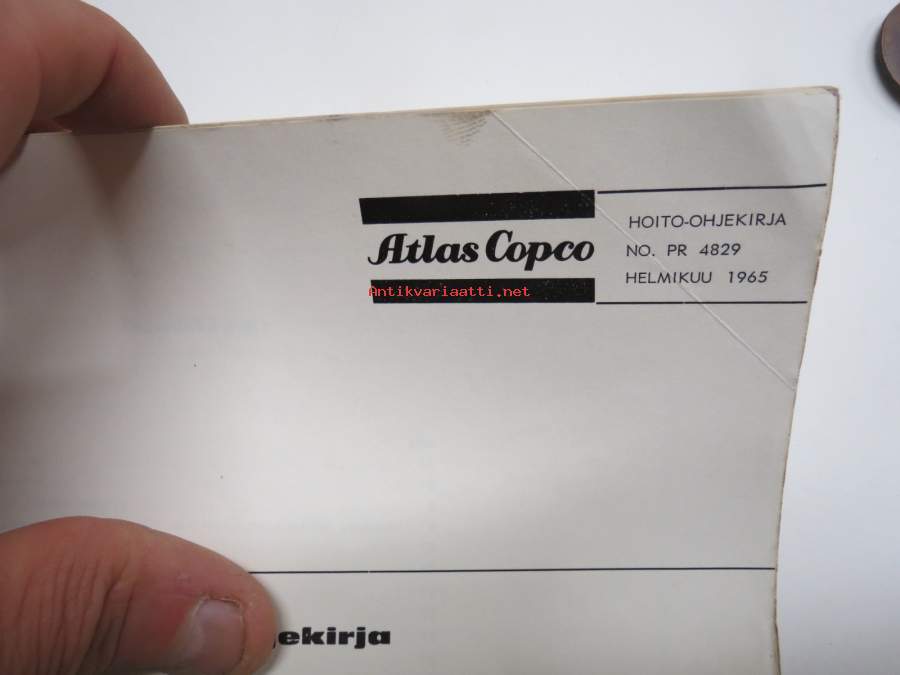 Atlas Copco
HOITO-OHJEKIRJA
NO. PR 4829
HELMIKUU 1965
Antikvariaatti.net
jekirja